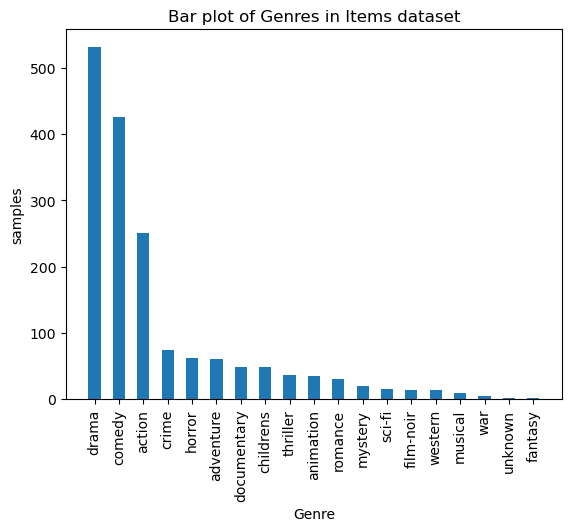 Bar plot of Genres in Items dataset
samples
500
400
300
200
100
0
drama
comedy
action
crime
horror
adventure
documentary
childrens
thriller
animation
romance
mystery
sci-fi
film-noir
western
musical
war
unknown
fantasy
Genre